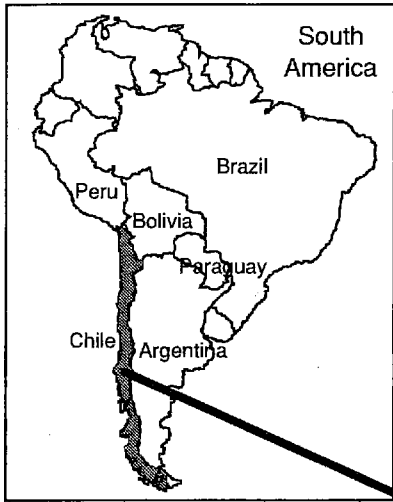 South
America
Brazil
Peru
Bolivia
Paraguay
Chile
Argentina